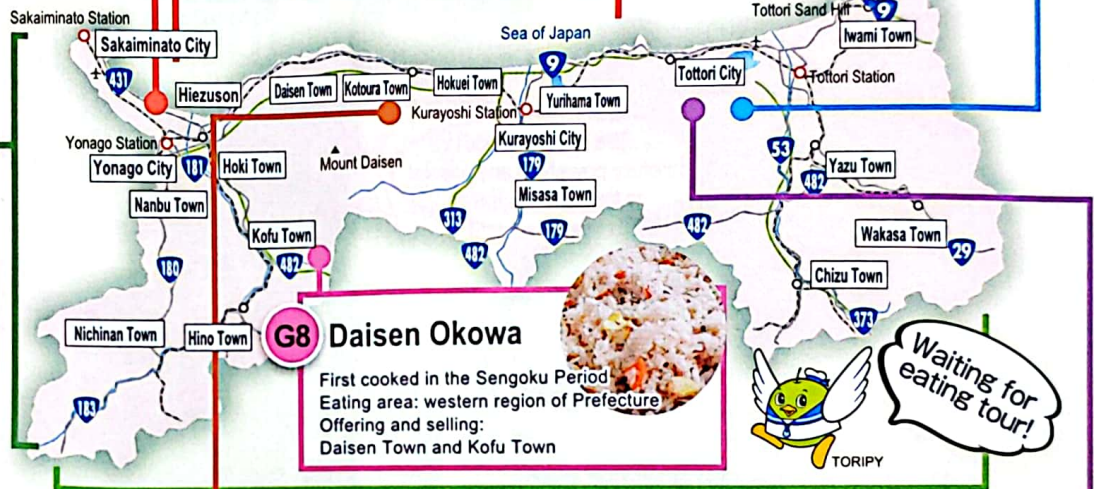 Sakaiminato Station
Sakaiminato City
431
Hiezuson
Daisen Town
Kotoura Town
Hokuei Town
Sea of Japan
9
Yurihama Town
Kurayoshi Station
Kurayoshi City
Tottori Sand Hill
9
Iwami Town
Tottori City
Tottori Station
Yonago Station
Yonago City
181
Hoki Town
Mount Daisen
179
Misasa Town
53
Yazu Town
482
Nanbu Town
Kofu Town
482
313
482
179
482
Wakasa Town
29
180
Chizu Town
373
Nichinan Town
Hino Town
183
G8 Daisen Okowa
First cooked in the Sengoku Period
Eating area: western region of Prefecture
Offering and selling:
Daisen Town and Kofu Town
Waiting for
eating tour!
TORIPY